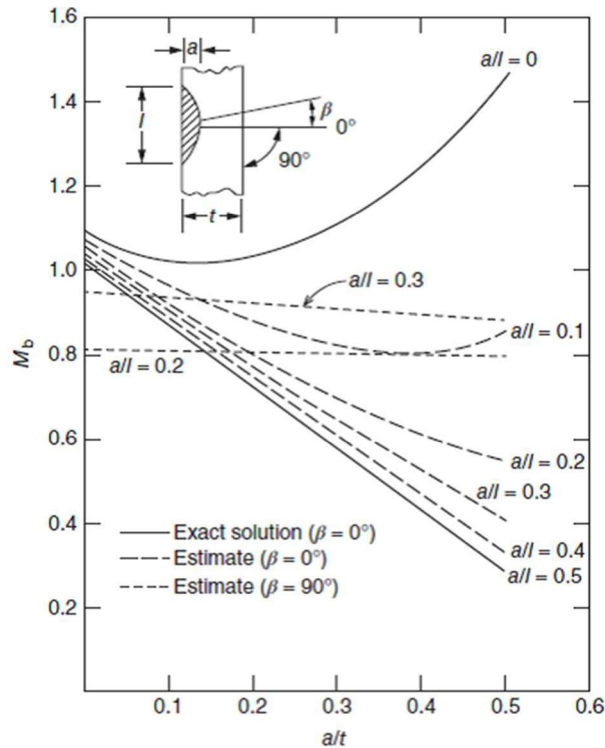 1.6
1.4
1.2
1.0
0.8
0.6
0.4
0.2
M_b
a
l
β
0°
90°
t
a/l = 0
a/l = 0.3
a/l = 0.1
a/l = 0.2
a/l = 0.2
a/l = 0.3
a/l = 0.4
a/l = 0.5
Exact solution (β = 0°)
Estimate (β = 0°)
Estimate (β = 90°)
0.1 0.2 0.3 0.4 0.5 0.6
a/t